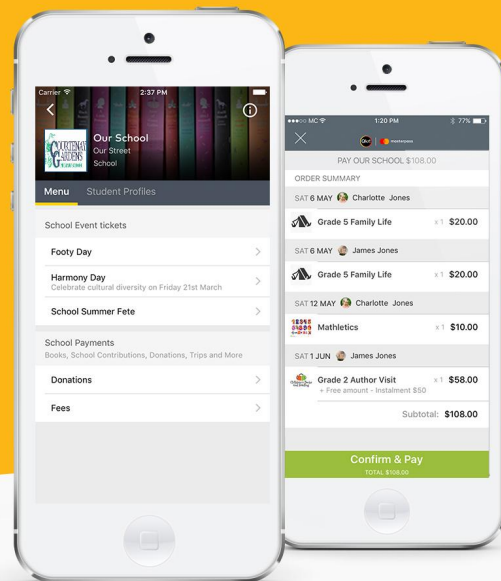 Carrier 2:37 PM
COURTENAY
GARDENS
Our School
Our Street
School
Menu Student Profiles
School Event tickets
Footy Day
Harmony Day
Celebrate cultural diversity on Friday 21st March
School Summer Fete
School Payments
Books, School Contributions, Donations, Trips and More
Donations
Fees
MC 1:20 PM 77%
Qkr! masterpass
PAY OUR SCHOOL $108.00
ORDER SUMMARY
SAT 6 MAY Charlotte Jones
Grade 5 Family Life x 1 $20.00
SAT 6 MAY James Jones
Grade 5 Family Life x 1 $20.00
SAT 12 MAY Charlotte Jones
Mathletics x 1 $10.00
SAT 1 JUN James Jones
Grade 2 Author Visit x 1 $58.00
+ Free amount - Instalment $50
Subtotal: $108.00
Confirm & Pay
TOTAL $108.00